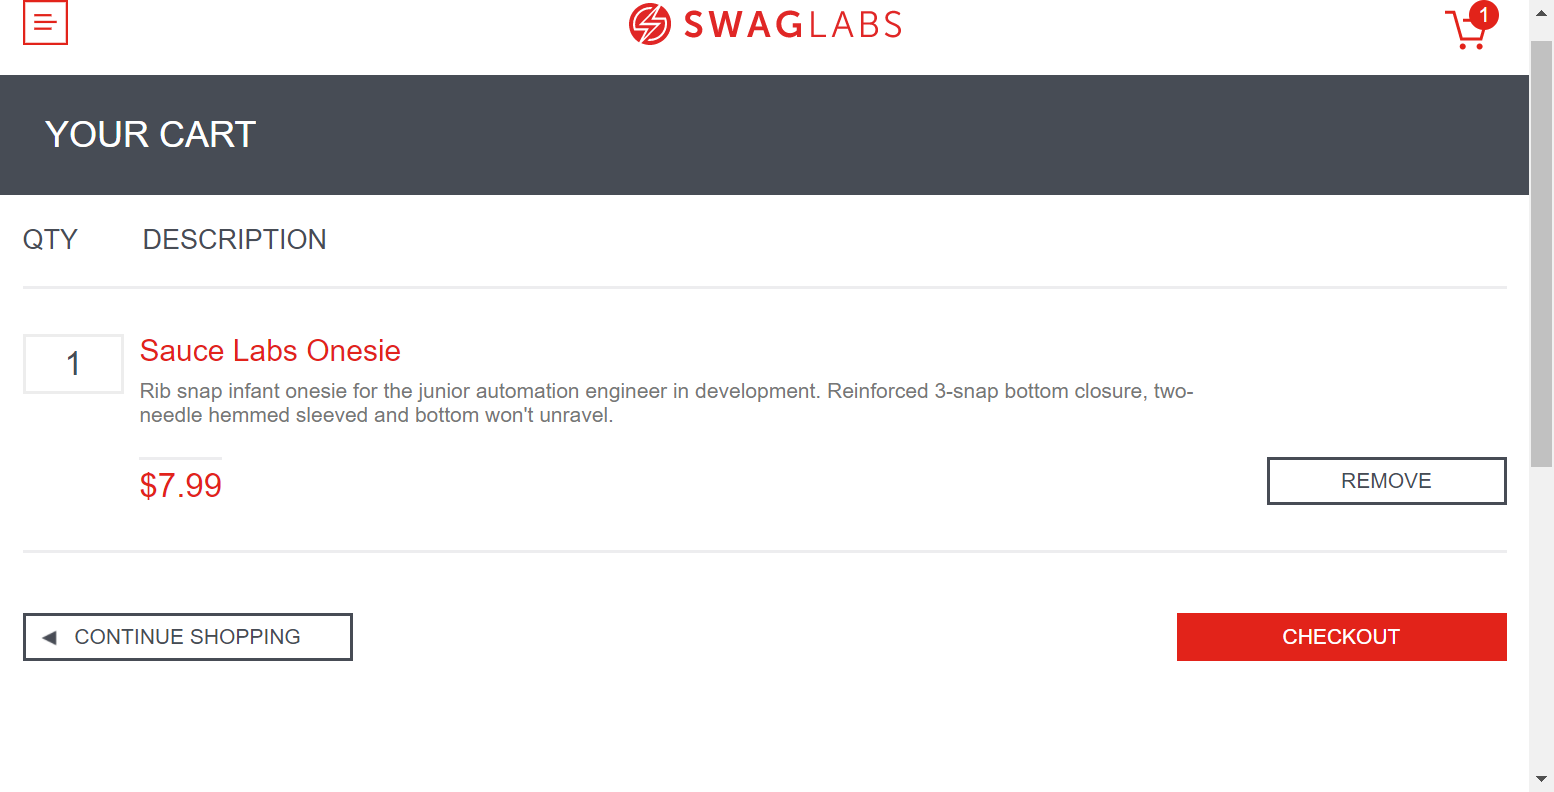 SWAGLABS
1
YOUR CART
QTY DESCRIPTION
1
Sauce Labs Onesie
Rib snap infant onesie for the junior automation engineer in development. Reinforced 3-snap bottom closure, two-
needle hemmed sleeved and bottom won't unravel.
$7.99
REMOVE
CONTINUE SHOPPING
CHECKOUT